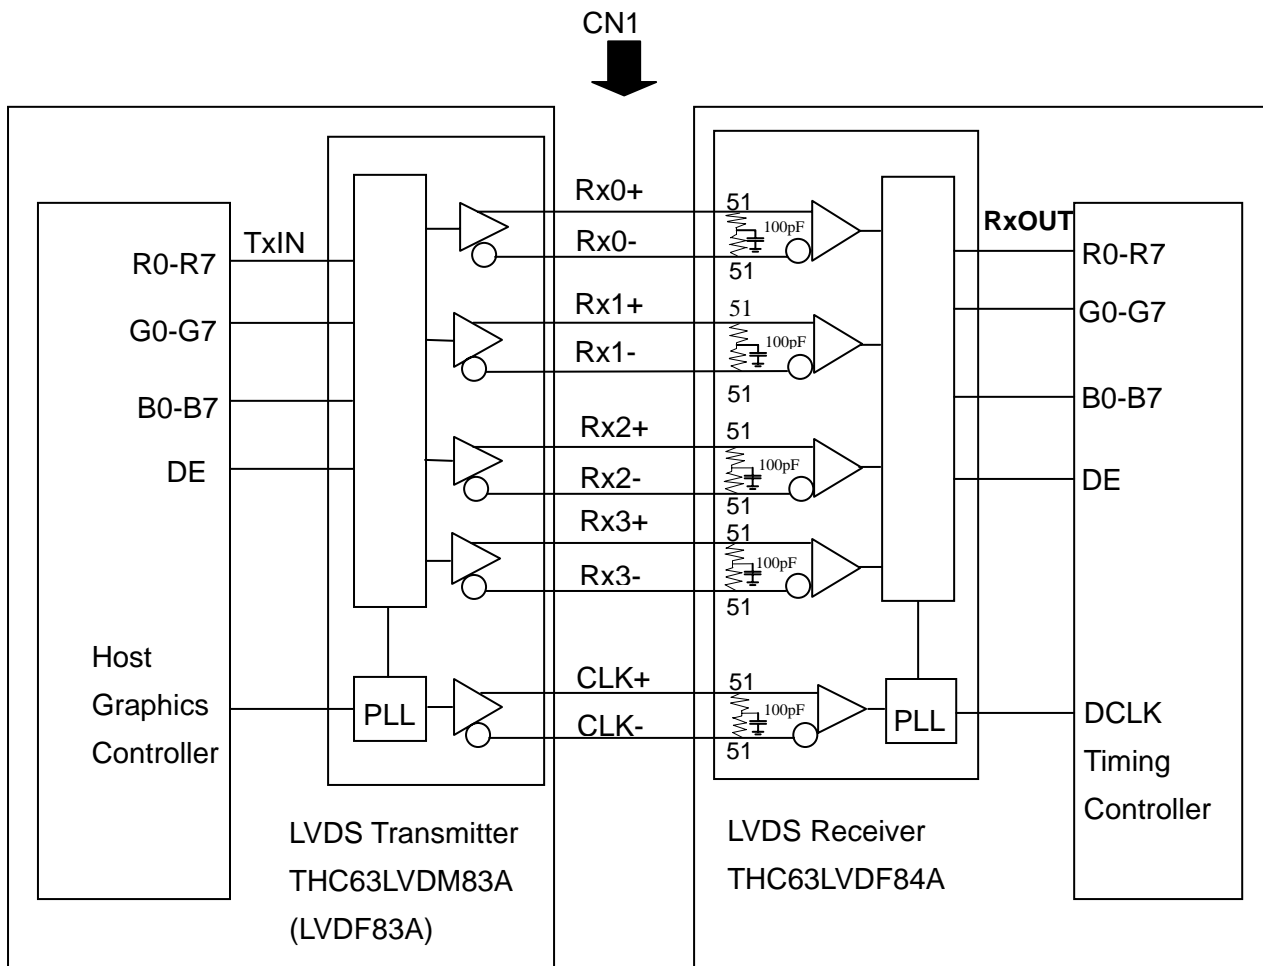 CN1
R0-R7
G0-G7
B0-B7
DE
Host
Graphics
Controller
TxIN
PLL
LVDS Transmitter
THC63LVDM83A
(LVDF83A)
Rx0+
Rx0-
Rx1+
Rx1-
Rx2+
Rx2-
Rx3+
Rx3-
CLK+
CLK-
51
100pF
51
51
100pF
51
51
100pF
51
51
100pF
51
51
100pF
51
PLL
LVDS Receiver
THC63LVDF84A
RxOUT
R0-R7
G0-G7
B0-B7
DE
DCLK
Timing
Controller